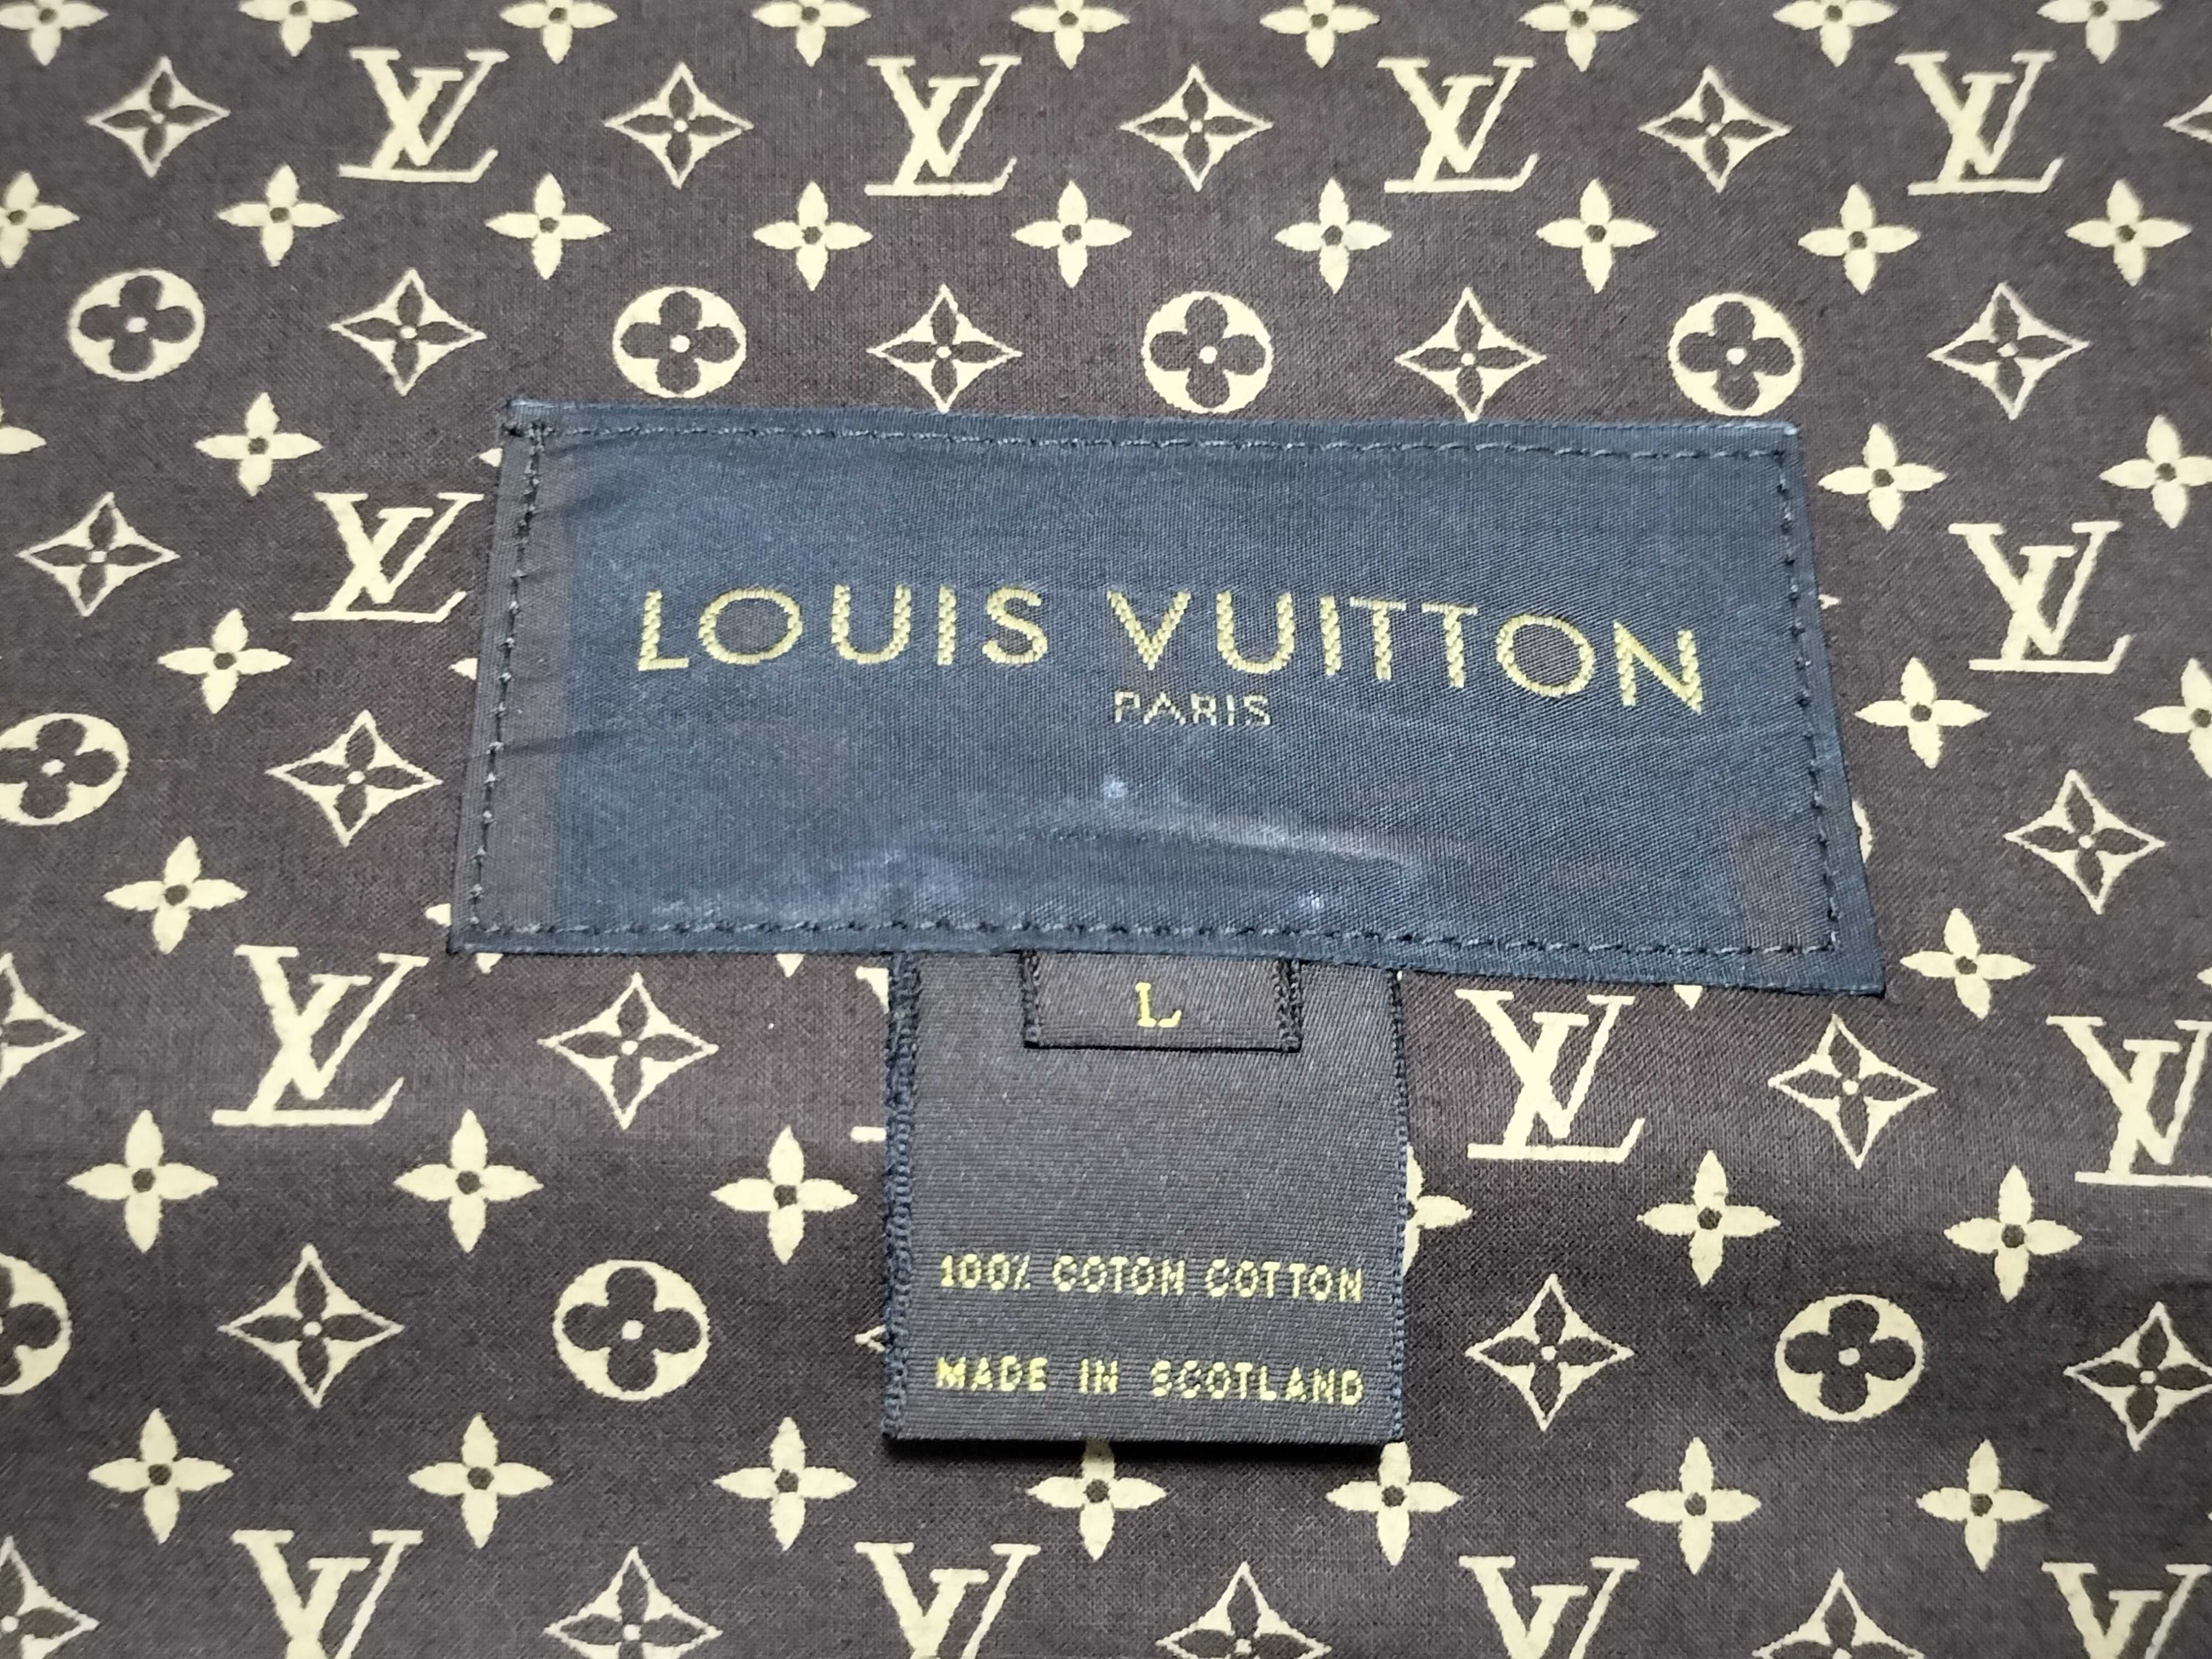 LOUIS VUITTON
PARIS
L
100% COTON COTTON
MADE IN SCOTLAND